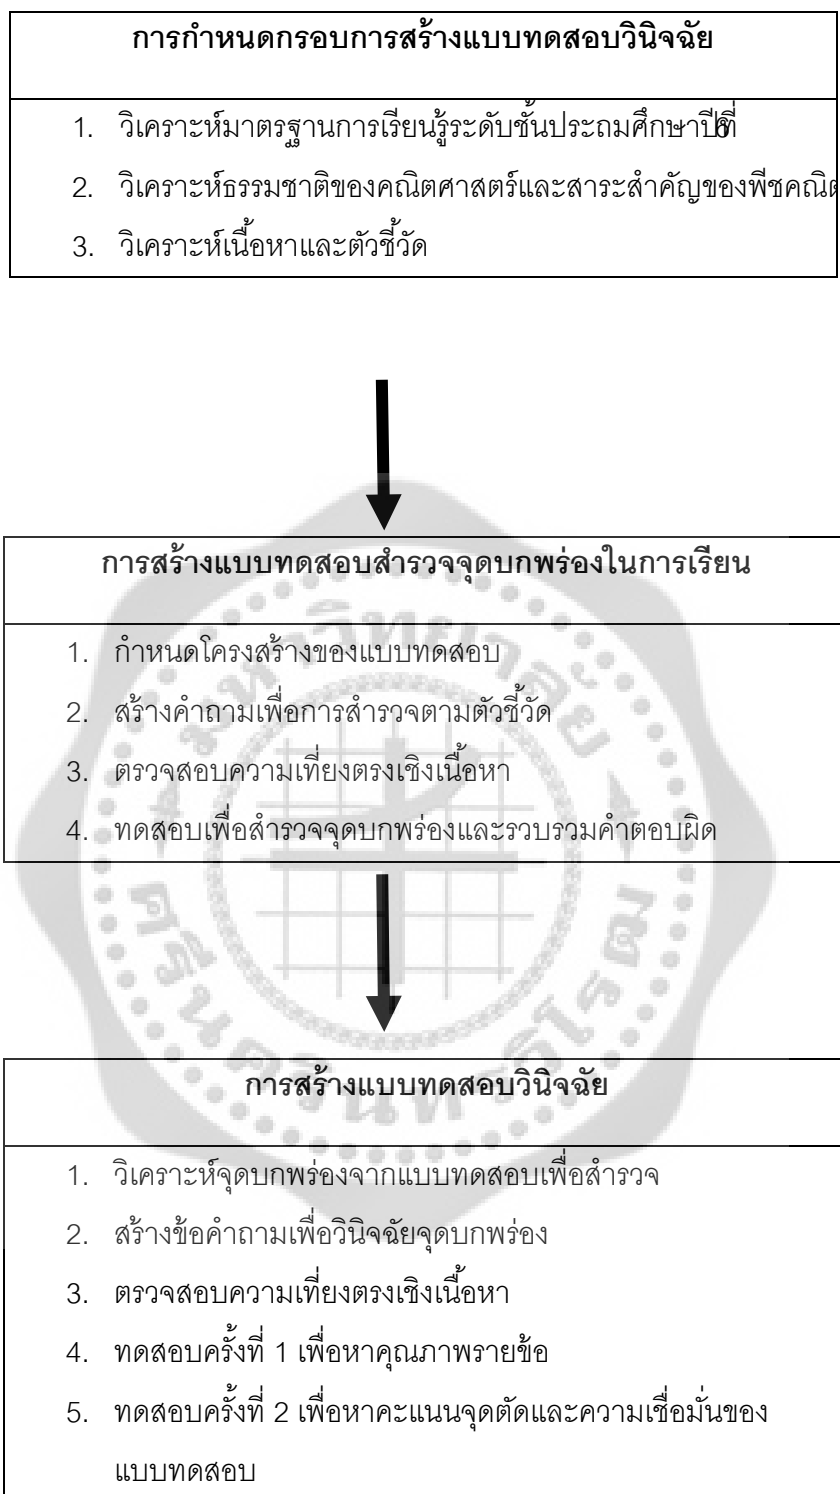 การกำหนดกรอบการสร้างแบบทดสอบวินิจฉัย
1. วิเคราะห์มาตรฐานการเรียนรู้ระดับชั้นประถมศึกษาปีที่ 6
2. วิเคราะห์ธรรมชาติของคณิตศาสตร์และสาระสำคัญของพีชคณิต
3. วิเคราะห์เนื้อหาและตัวชี้วัด
การสร้างแบบทดสอบสำรวจจุดบกพร่องในการเรียน
1. กำหนดโครงสร้างของแบบทดสอบ
2. สร้างคำถามเพื่อการสำรวจตามตัวชี้วัด
3. ตรวจสอบความเที่ยงตรงเชิงเนื้อหา
4. ทดสอบเพื่อสำรวจจุดบกพร่องและรวบรวมคำตอบผิด
มหาวิทยาลัย
ศรีนครินทรวิโรฒ
การสร้างแบบทดสอบวินิจฉัย
1. วิเคราะห์จุดบกพร่องจากแบบทดสอบเพื่อสำรวจ
2. สร้างข้อคำถามเพื่อวินิจฉัยจุดบกพร่อง
3. ตรวจสอบความเที่ยงตรงเชิงเนื้อหา
4. ทดสอบครั้งที่ 1 เพื่อหาคุณภาพรายข้อ
5. ทดสอบครั้งที่ 2 เพื่อหาคะแนนจุดตัดและความเชื่อมั่นของ
แบบทดสอบ